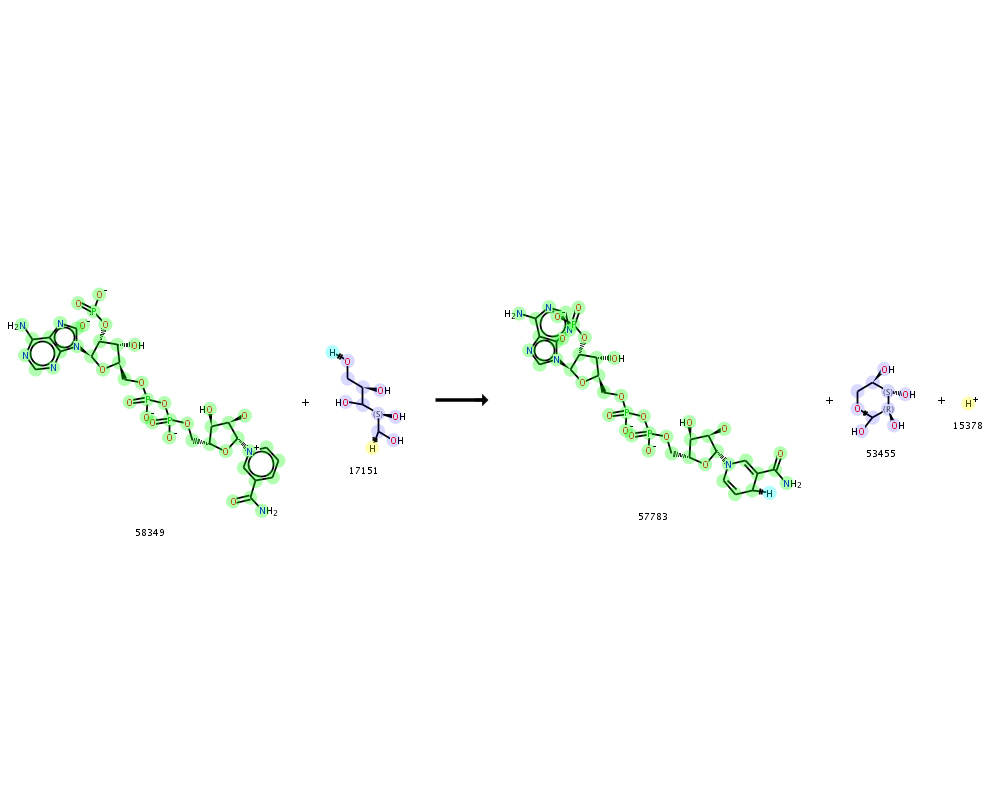 O⁻
O P
O O⁻
H₂N N O OH
N N N
N O O
O P O
O⁻ O P O HO O
O⁻ O N⁺
O NH₂
58349
+
H
O
OH
HO (S) OH
OH
H
17151
N O
H₂N O P
N O
N N O OH
O O
O P O
O⁻ O P O HO O
O⁻ O N O
H NH₂
57783
+
OH
(S) OH
O (R)
HO OH
53455
+
H⁺
15378